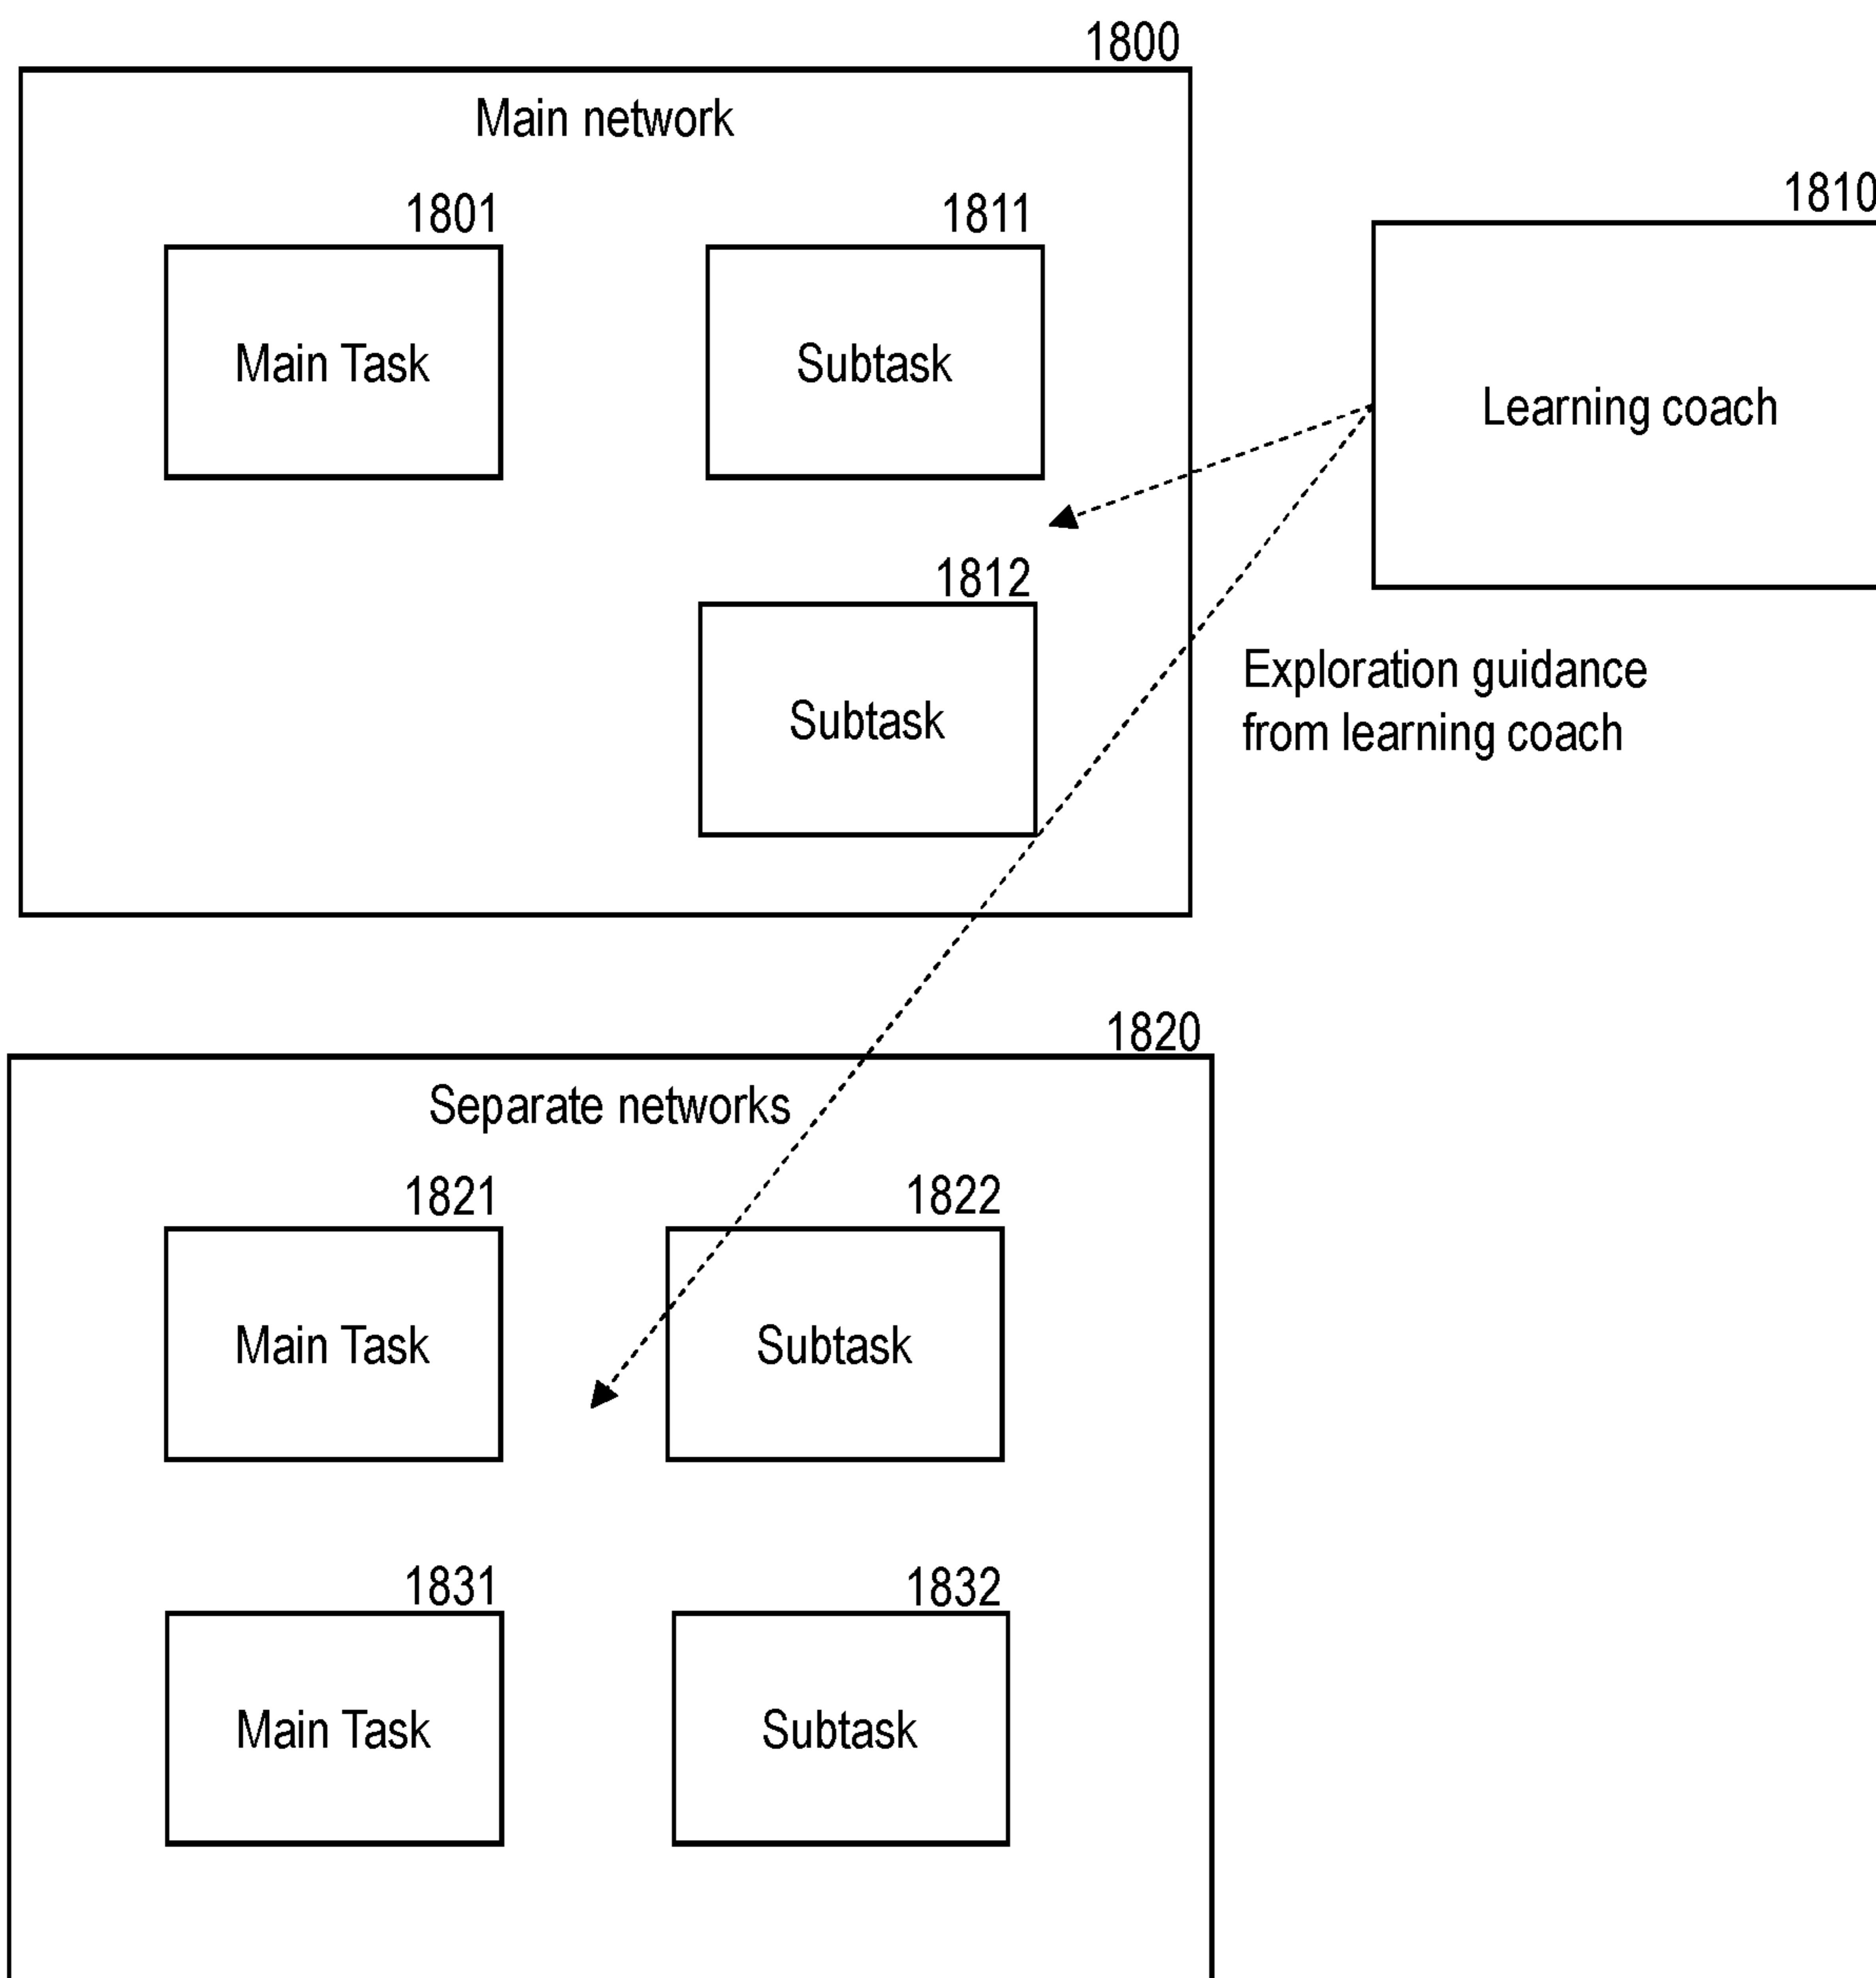 1800
Main network
1801
1811
1810
Main Task
Subtask
Learning coach
1812
Subtask
Exploration guidance
from learning coach
1820
Separate networks
1821
1822
Main Task
Subtask
1831
1832
Main Task
Subtask